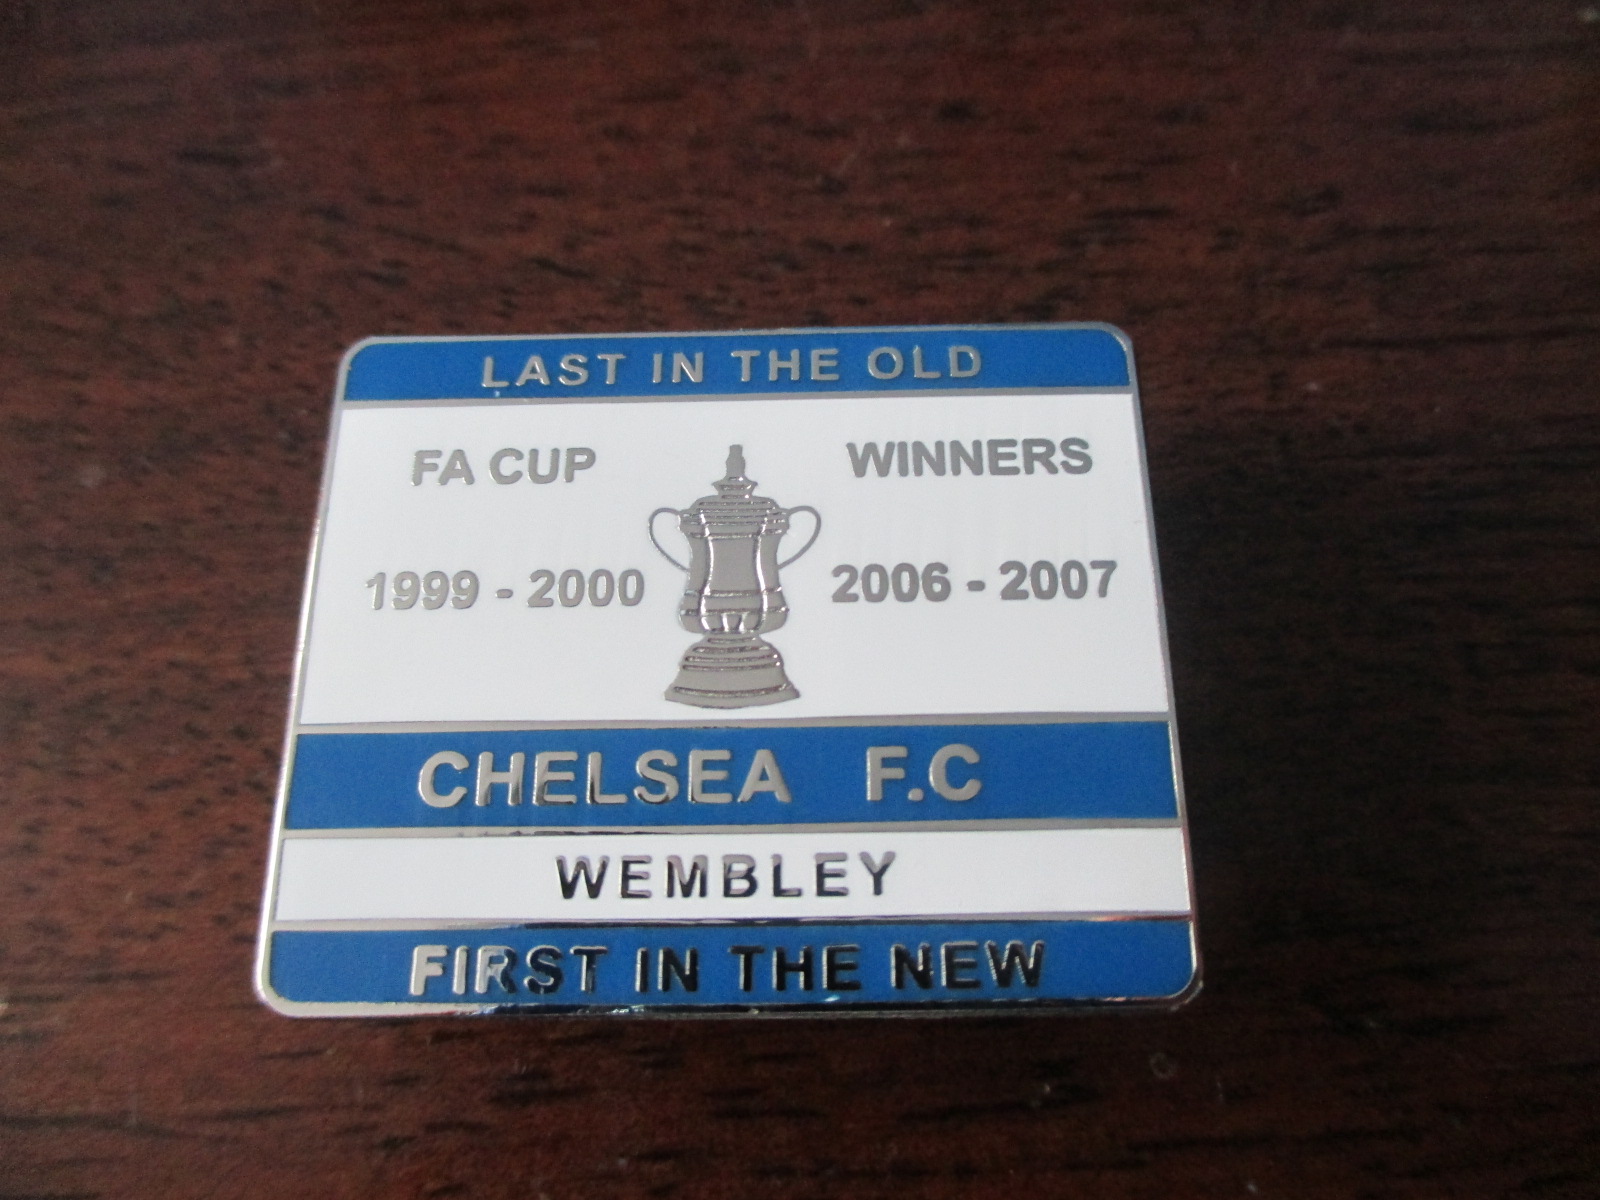 LAST IN THE OLD
FA CUP WINNERS
1999 - 2000 2006 - 2007
CHELSEA F.C
WEMBLEY
FIRST IN THE NEW